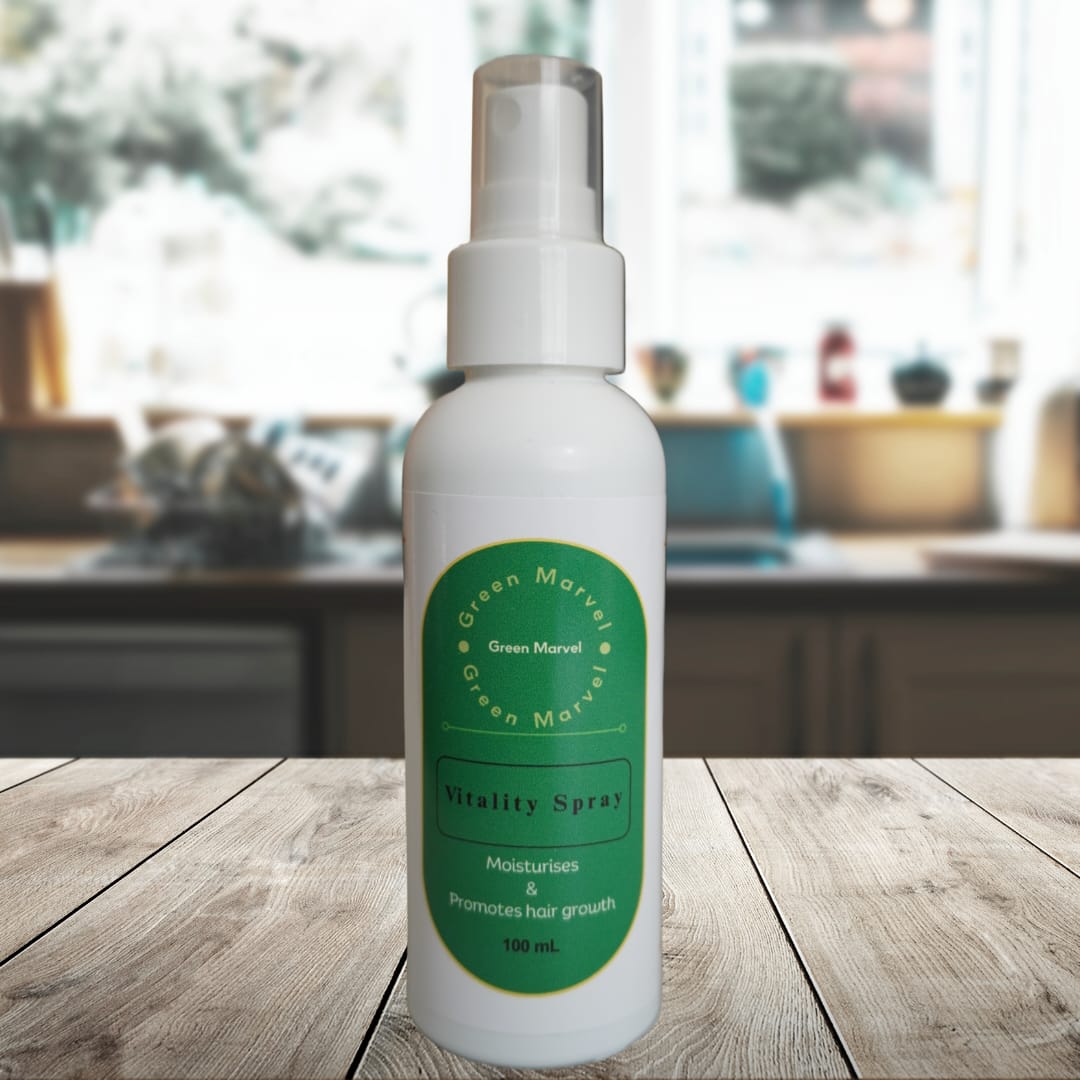 Green Marvel
Green Marvel
Green Marvel
Vitality Spray
Moisturises
&
Promotes hair growth
100 mL